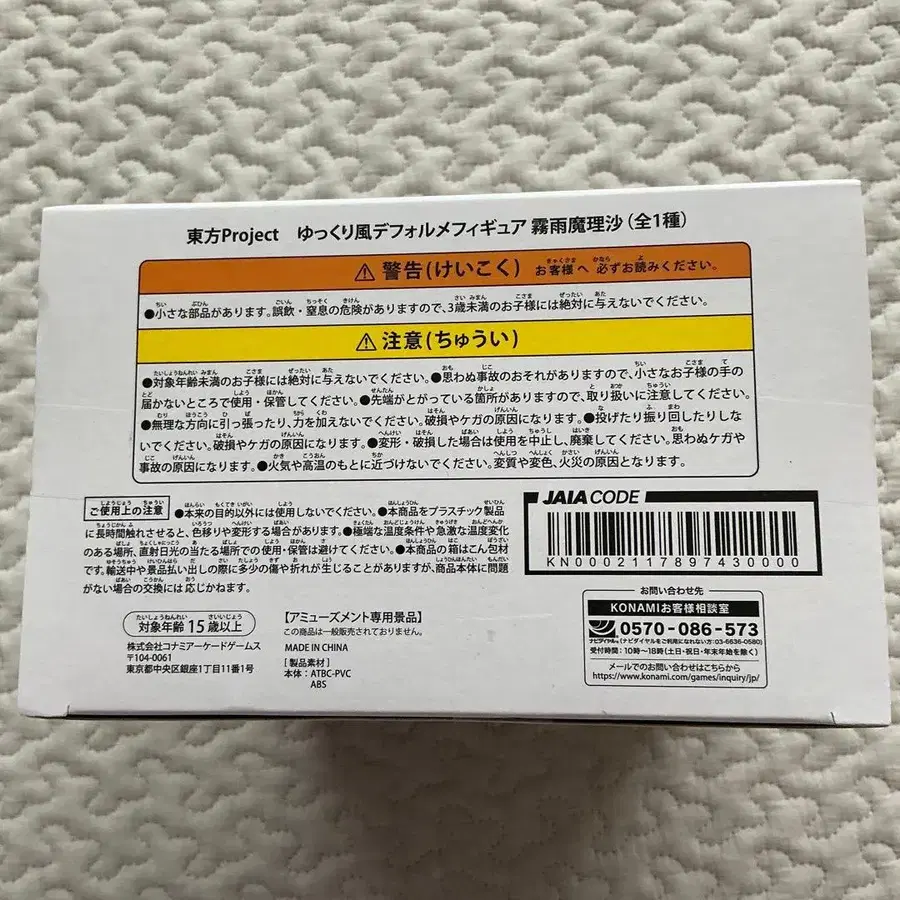 東方Project ゆっくり風デフォルメフィギュア 霧雨魔理沙(全1種)
⚠ 警告(けいこく) お客様へ 必ずお読みください。
●小さな部品があります。誤飲・窒息の危険がありますので、3歳未満のお子様には絶対に与えないでください。
⚠ 注意(ちゅうい)
●対象年齢未満のお子様には絶対に与えないでください。●思わぬ事故のおそれがありますので、小さなお子様の手の
届かないところで使用・保管してください。●先端がとがっている箇所がありますので、取り扱いに注意してください。
●無理な方向に引っ張ったり、力を加えないでください。破損やケガの原因になります。●投げたり振り回したりしな
いでください。破損やケガの原因になります。●変形・破損した場合は使用を中止し、廃棄してください。思わぬケガや
事故の原因になります。●火気や高温のもとに近づけないでください。変質や変色、火災の原因となります。
ご使用上の注意 ●本来の目的以外には使用しないでください。●本商品をプラスチック製品
に長時間触れさせると、色移りや変形する場合があります。●極端な温度条件や急激な温度変化
のある場所、直射日光の当たる場所での使用・保管は避けてください。●本商品の箱はこん包材
です。輸送中や景品払い出しの際に多少の傷や折れが生じることがありますが、商品本体に問題
がない場合の交換には応じかねます。
JAIA CODE
KN0002117897430000
対象年齢 15歳以上
株式会社コナミアーケードゲームス
〒104-0061
東京都中央区銀座1丁目11番1号
【アミューズメント専用景品】
この商品は一般販売されておりません。
MADE IN CHINA
[製品素材]
本体:ATBC-PVC
ABS
お問い合わせ先
KONAMIお客様相談室
0570-086-573
ナビダイヤル (ナビダイヤルをご利用になれない方は 03-6636-0580)
受付時間:10時〜18時(土日・祝日・年末年始を除く)
メールでのお問い合わせはこちらから
https://www.konami.com/games/inquiry/jp/